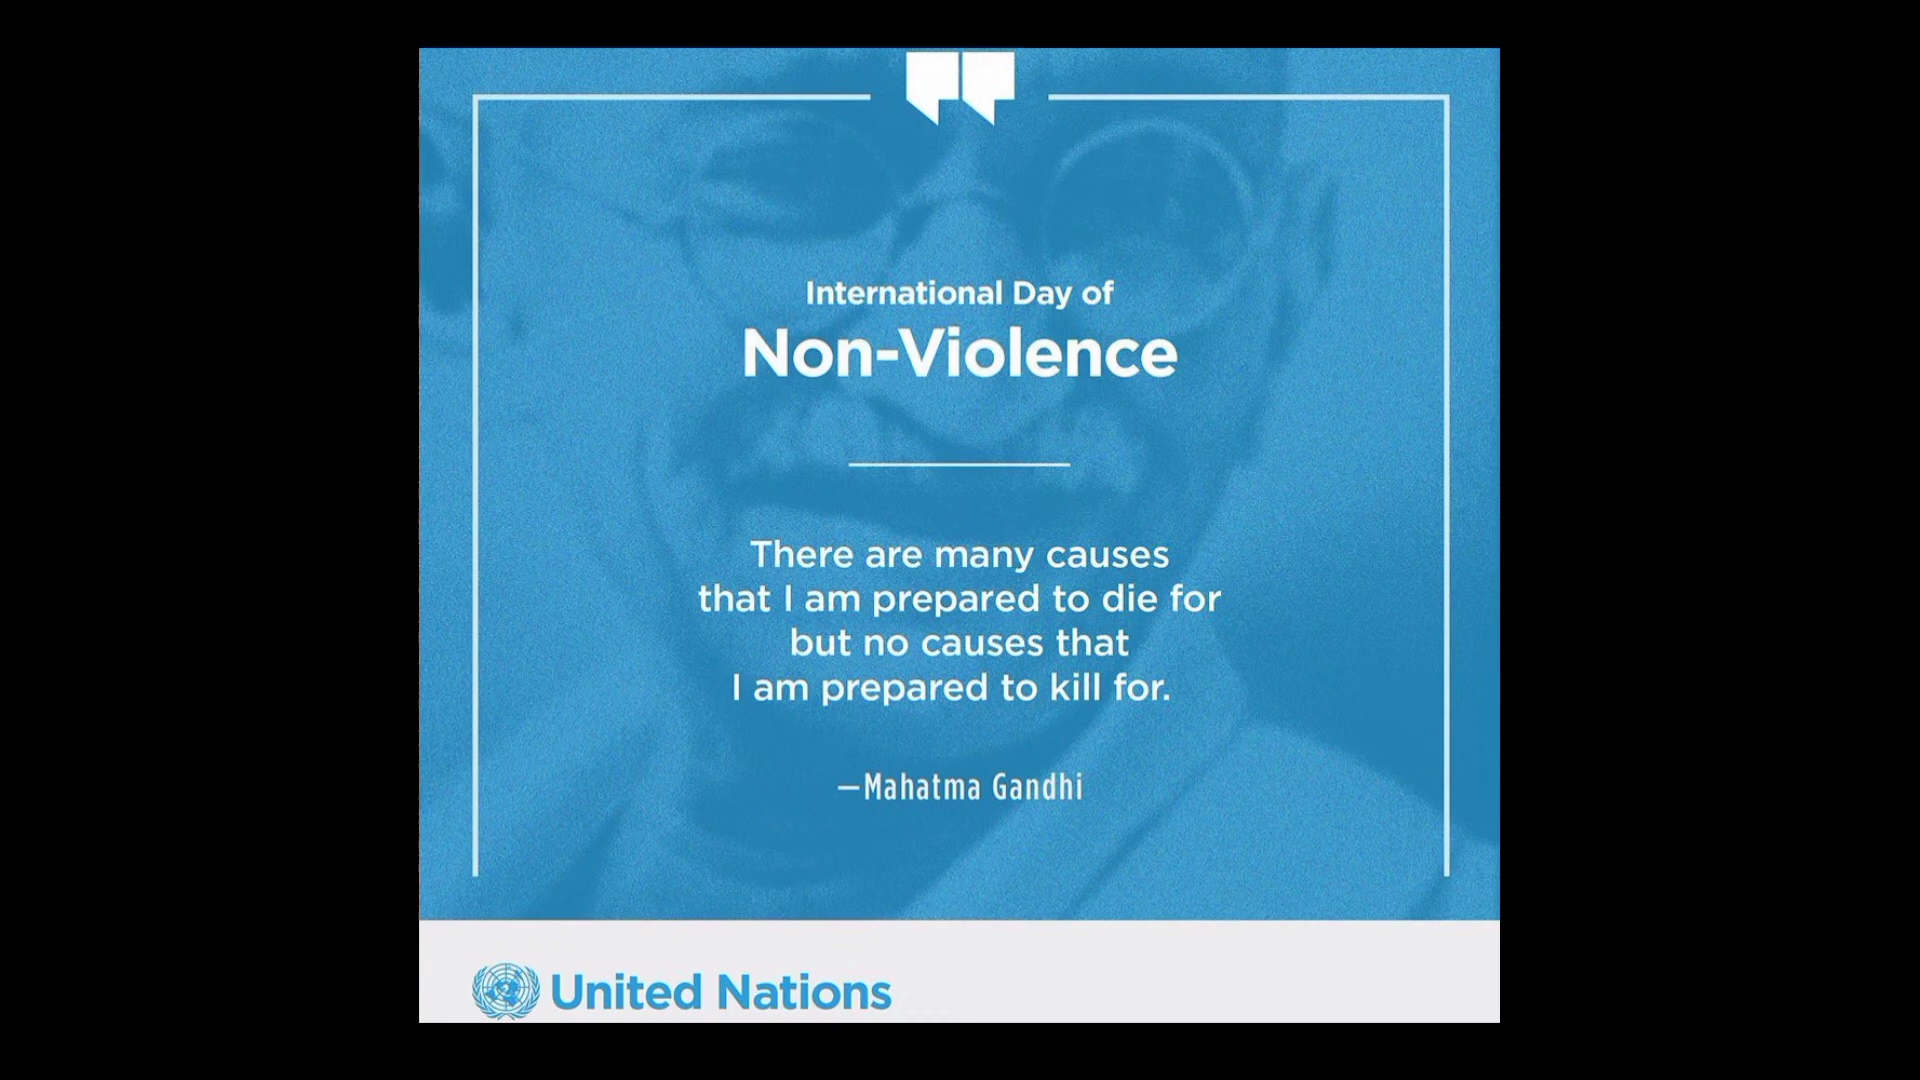 International Day of
Non-Violence
There are many causes
that I am prepared to die for
but no causes that
I am prepared to kill for.
—Mahatma Gandhi
United Nations